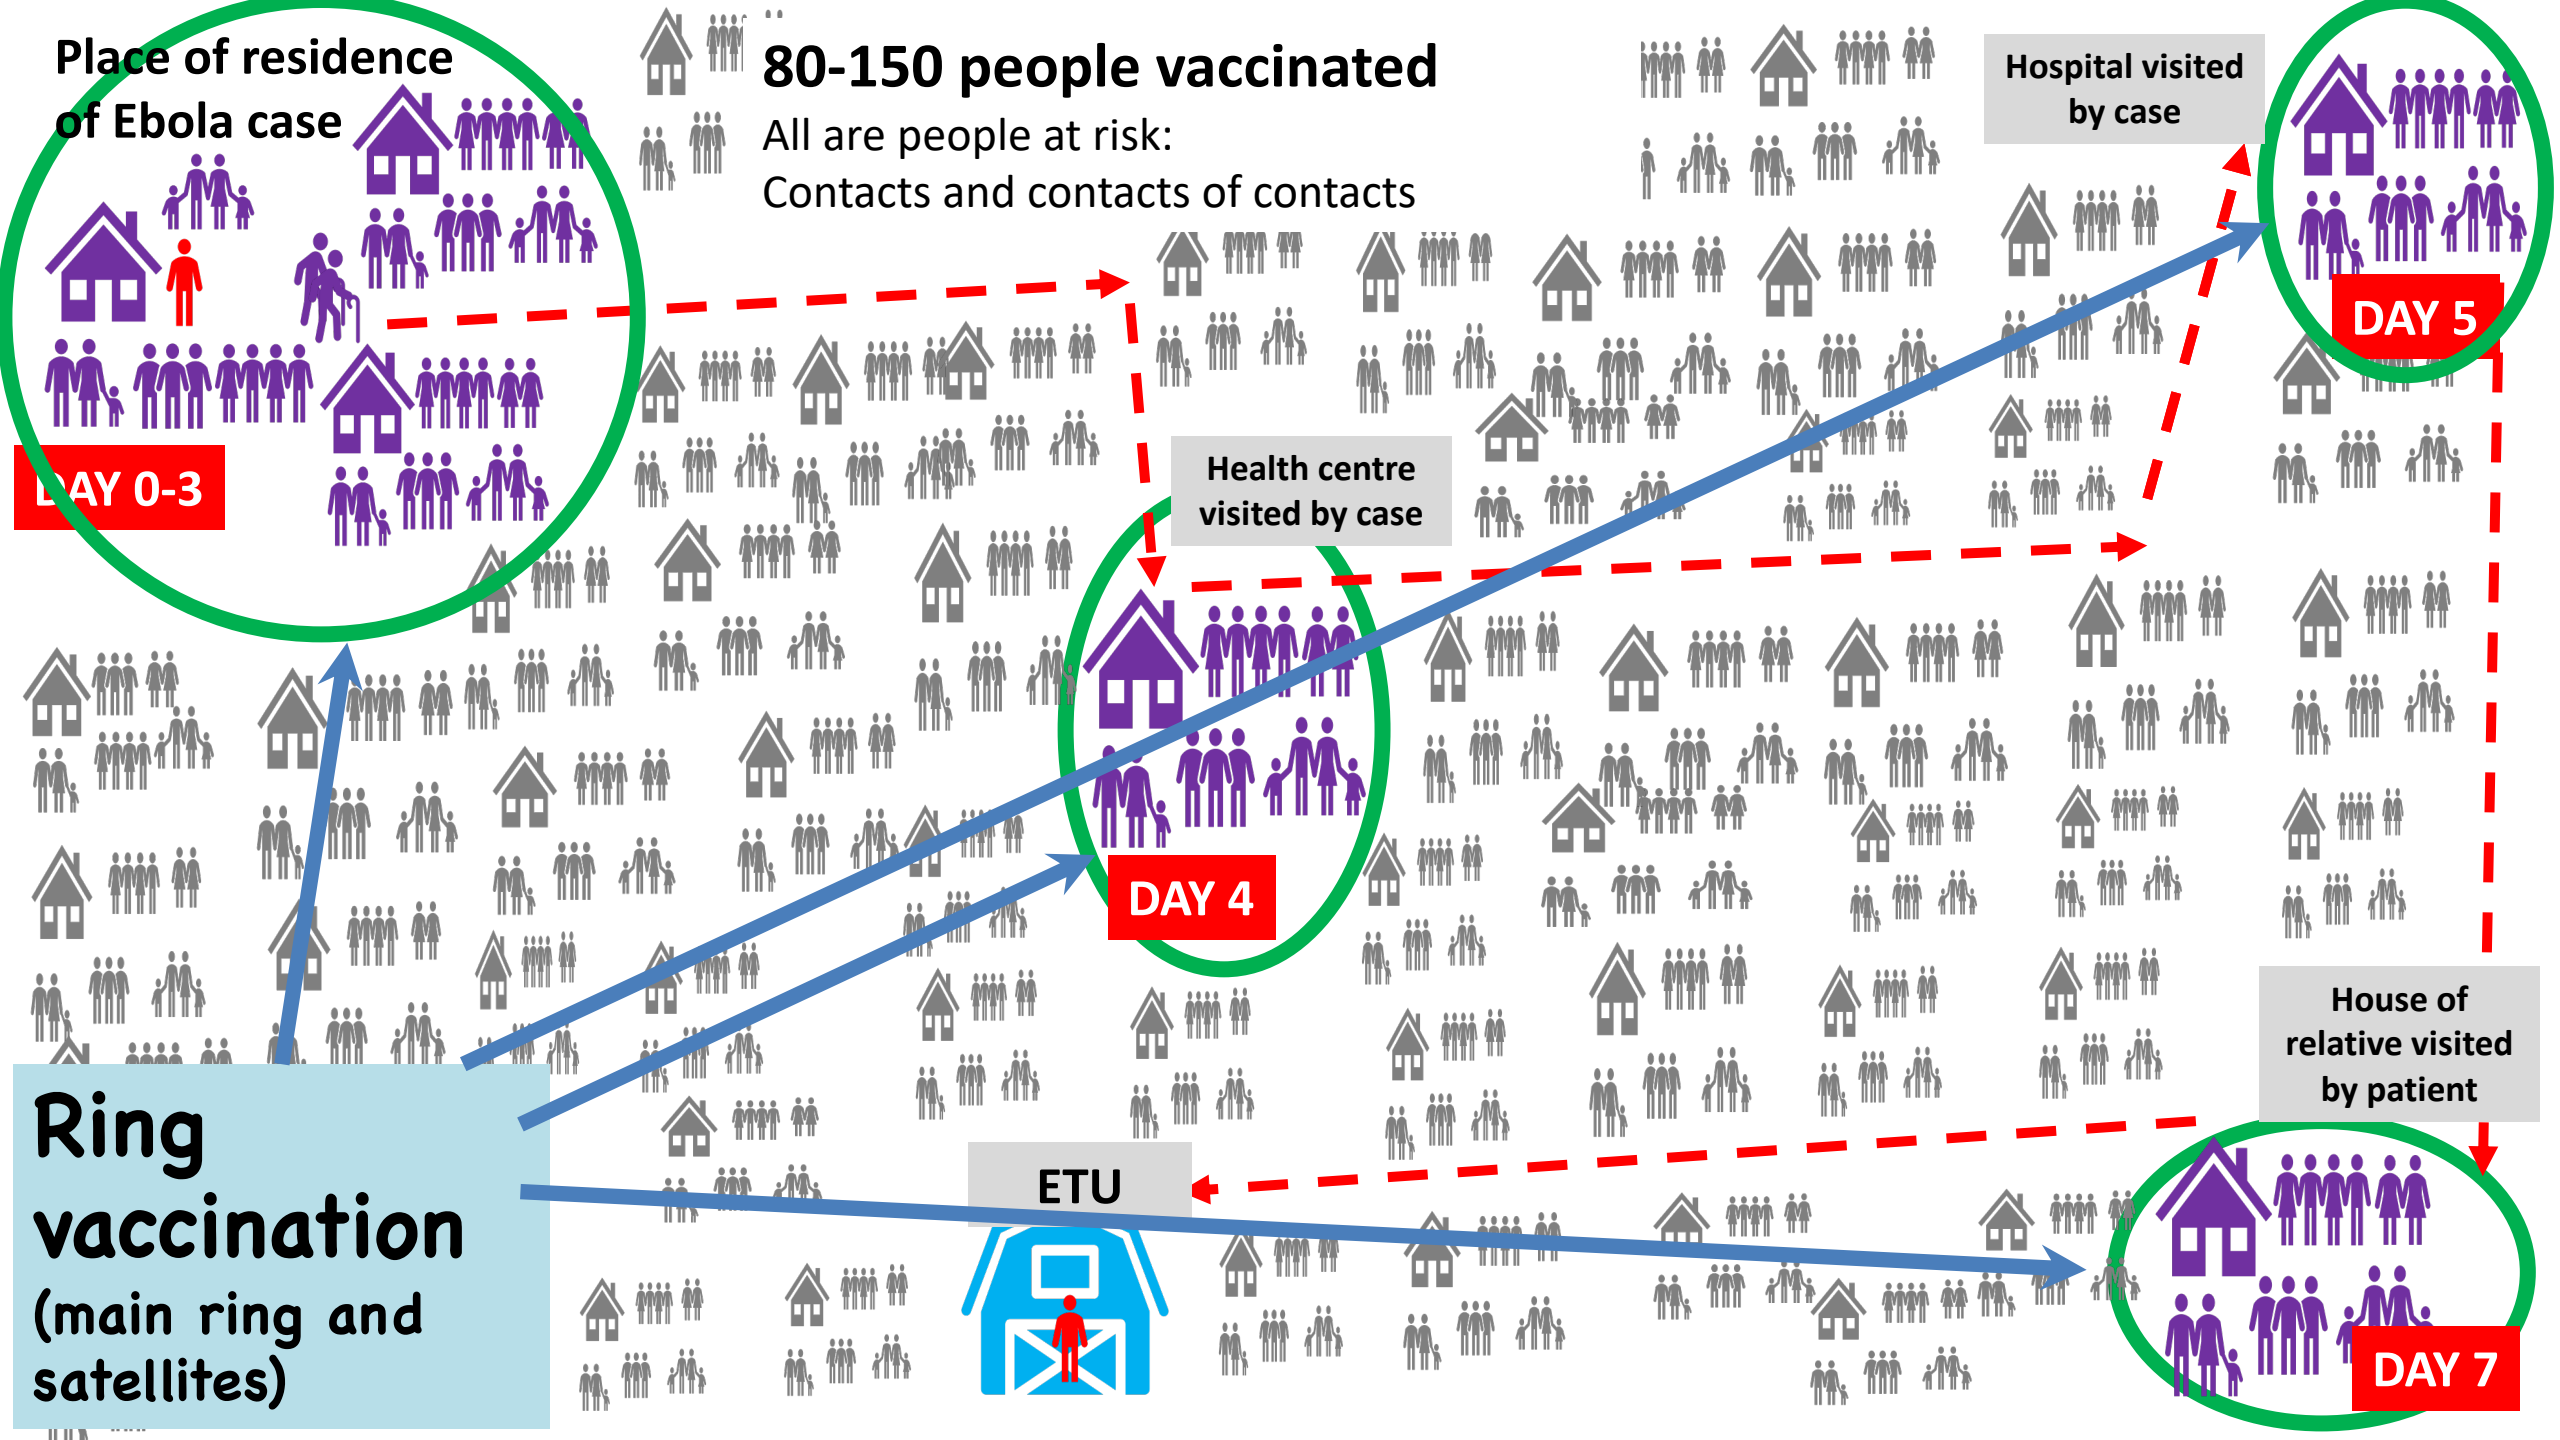 Place of residence
of Ebola case
80-150 people vaccinated
All are people at risk:
Contacts and contacts of contacts
Hospital visited
by case
DAY 5
DAY 0-3
Health centre
visited by case
DAY 4
House of
relative visited
by patient
Ring
vaccination
(main ring and
satellites)
ETU
DAY 7